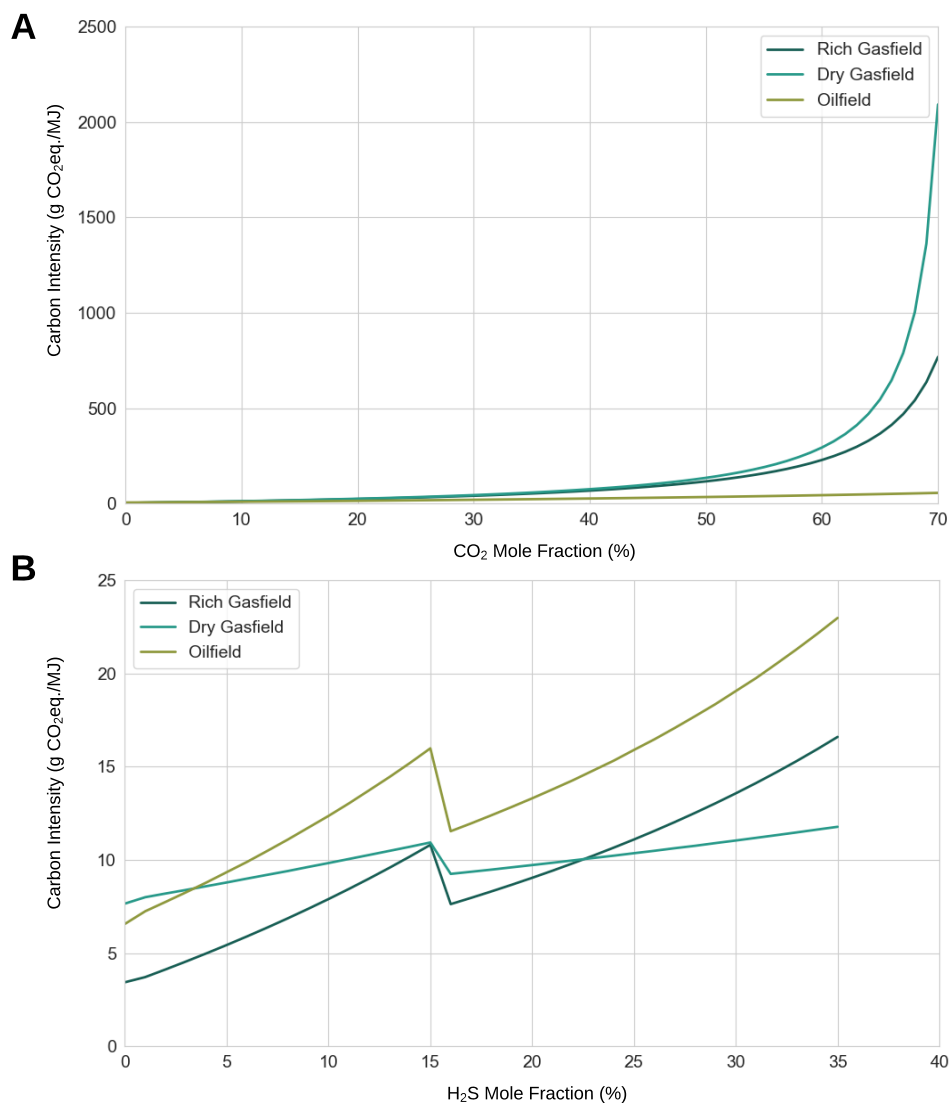 A
2500
2000
1500
1000
500
0
Carbon Intensity (g CO₂eq./MJ)
Rich Gasfield
Dry Gasfield
Oilfield
0 10 20 30 40 50 60 70
CO₂ Mole Fraction (%)
B
25
20
15
10
5
0
Carbon Intensity (g CO₂eq./MJ)
Rich Gasfield
Dry Gasfield
Oilfield
0 5 10 15 20 25 30 35 40
H₂S Mole Fraction (%)